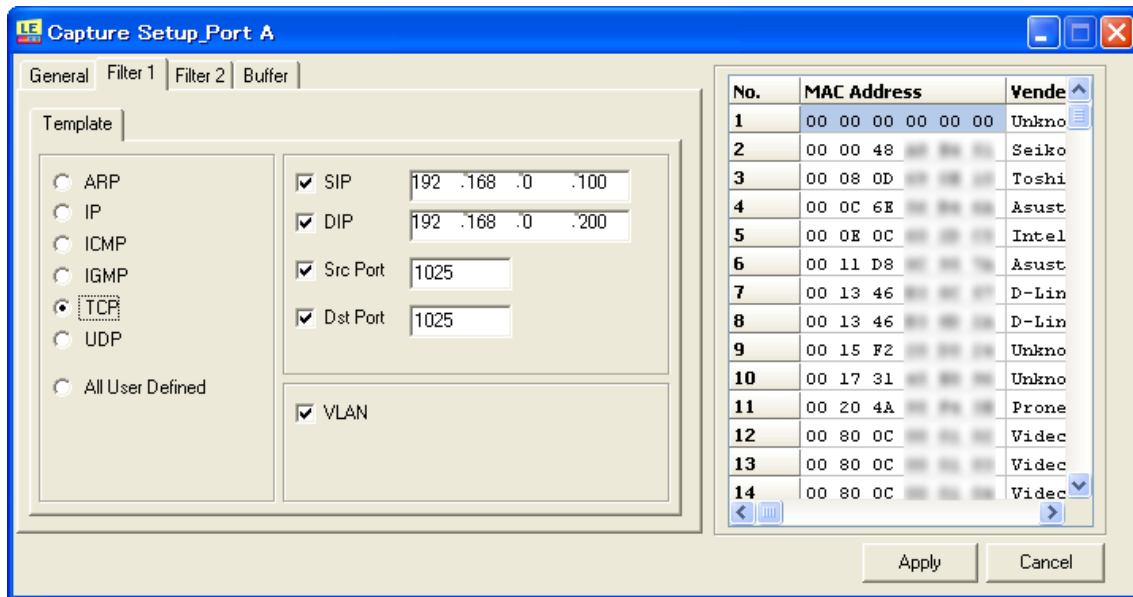 LE Capture Setup_Port A
General Filter 1 Filter 2 Buffer
Template
ARP
IP
ICMP
IGMP
TCP
UDP
All User Defined
SIP 192 .168 .0 .100
DIP 192 .168 .0 .200
Src Port 1025
Dst Port 1025
VLAN
No. MAC Address Vende
1 00 00 00 00 00 00 Unkno
2 00 00 48 Seiko
3 00 08 0D Toshi
4 00 0C 6E Asust
5 00 0E 0C Intel
6 00 11 D8 Asust
7 00 13 46 D-Lin
8 00 13 46 D-Lin
9 00 15 F2 Unkno
10 00 17 31 Unkno
11 00 20 4A Prone
12 00 80 0C Videc
13 00 80 0C Videc
14 00 80 0C Videc
Apply Cancel